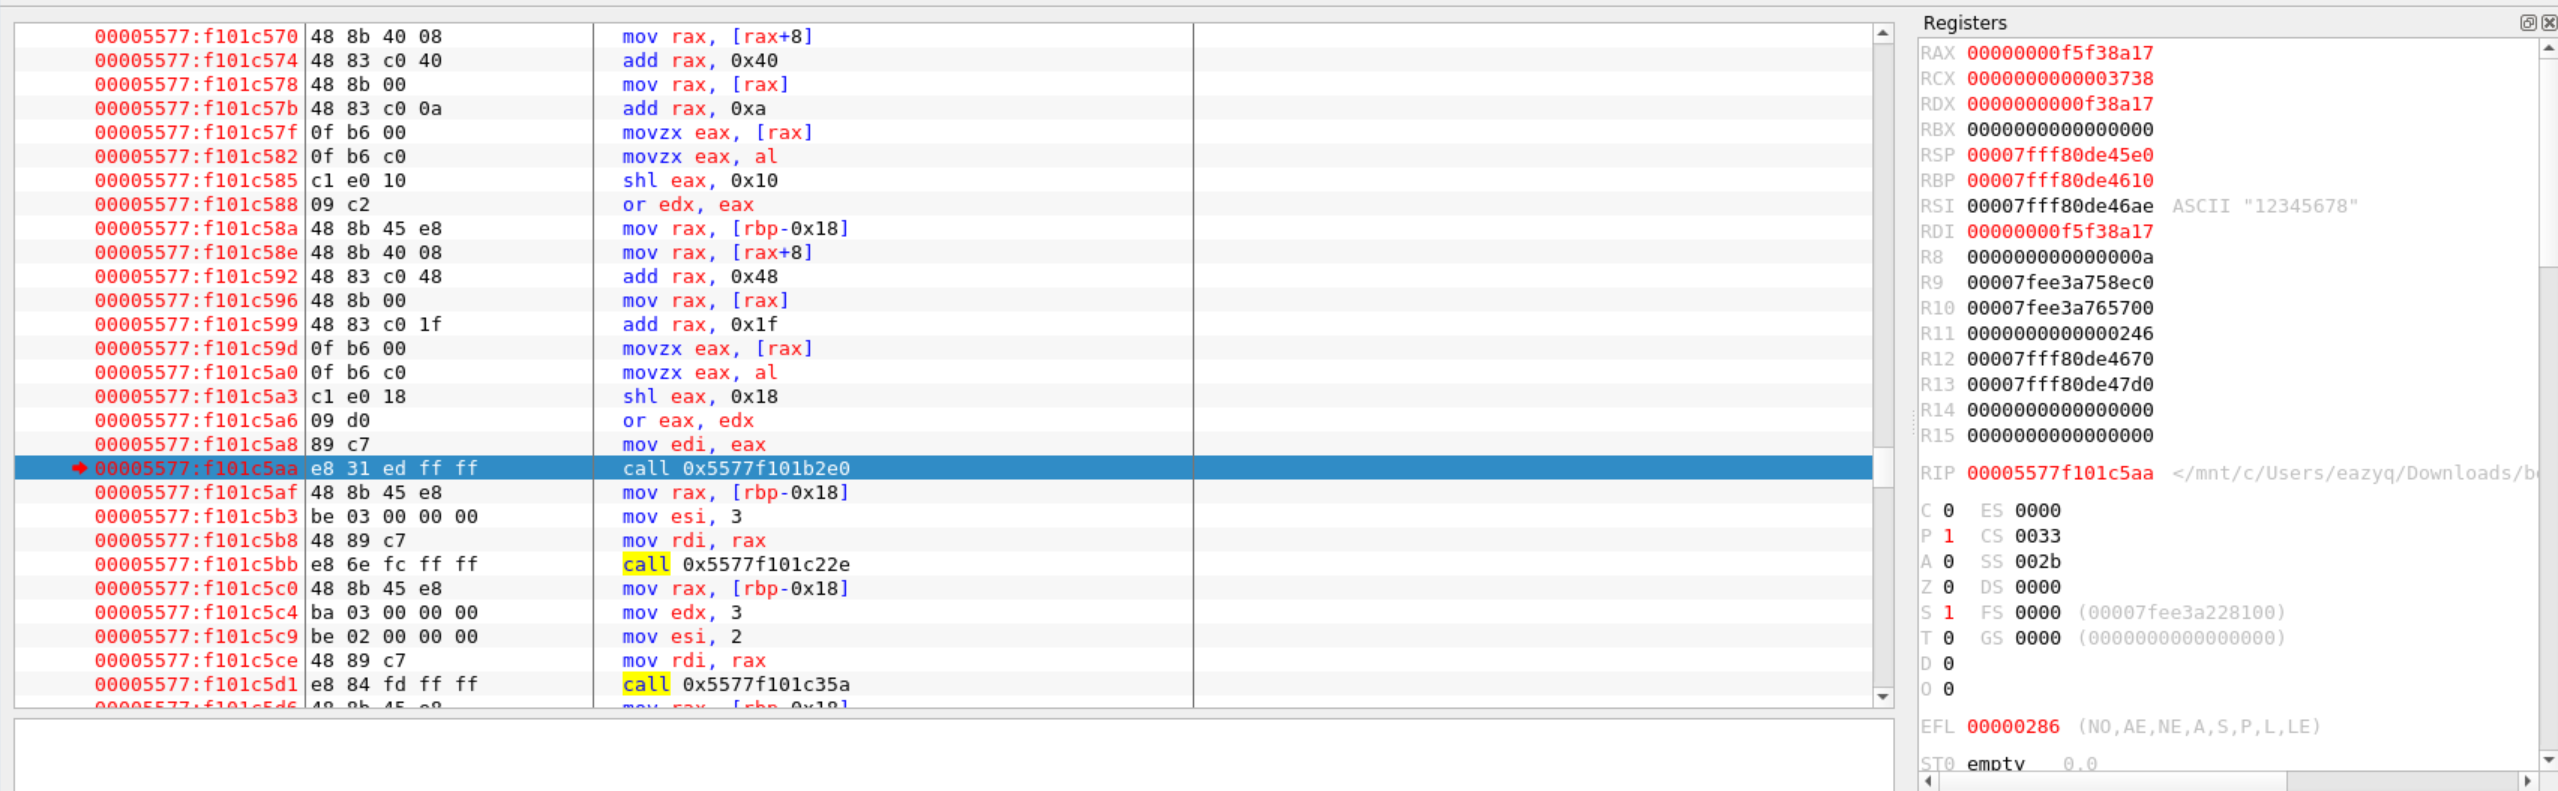 00005577:f101c570 48 8b 40 08 mov rax, [rax+8]
00005577:f101c574 48 83 c0 40 add rax, 0x40
00005577:f101c578 48 8b 00 mov rax, [rax]
00005577:f101c57b 48 83 c0 0a add rax, 0xa
00005577:f101c57f 0f b6 00 movzx eax, [rax]
00005577:f101c582 0f b6 c0 movzx eax, al
00005577:f101c585 c1 e0 10 shl eax, 0x10
00005577:f101c588 09 c2 or edx, eax
00005577:f101c58a 48 8b 45 e8 mov rax, [rbp-0x18]
00005577:f101c58e 48 8b 40 08 mov rax, [rax+8]
00005577:f101c592 48 83 c0 48 add rax, 0x48
00005577:f101c596 48 8b 00 mov rax, [rax]
00005577:f101c599 48 83 c0 1f add rax, 0x1f
00005577:f101c59d 0f b6 00 movzx eax, [rax]
00005577:f101c5a0 0f b6 c0 movzx eax, al
00005577:f101c5a3 c1 e0 18 shl eax, 0x18
00005577:f101c5a6 09 d0 or eax, edx
00005577:f101c5a8 89 c7 mov edi, eax
00005577:f101c5aa e8 31 ed ff ff call 0x5577f101b2e0
00005577:f101c5af 48 8b 45 e8 mov rax, [rbp-0x18]
00005577:f101c5b3 be 03 00 00 00 mov esi, 3
00005577:f101c5b8 48 89 c7 mov rdi, rax
00005577:f101c5bb e8 6e fc ff ff call 0x5577f101c22e
00005577:f101c5c0 48 8b 45 e8 mov rax, [rbp-0x18]
00005577:f101c5c4 ba 03 00 00 00 mov edx, 3
00005577:f101c5c9 be 02 00 00 00 mov esi, 2
00005577:f101c5ce 48 89 c7 mov rdi, rax
00005577:f101c5d1 e8 84 fd ff ff call 0x5577f101c35a
00005577:f101c5d6 48 8b 45 e8 mov rax, [rbp-0x18]
Registers
RAX 00000000f5f38a17
RCX 0000000000003738
RDX 0000000000f38a17
RBX 0000000000000000
RSP 00007fff80de45e0
RBP 00007fff80de4610
RSI 00007fff80de46ae ASCII "12345678"
RDI 00000000f5f38a17
R8 000000000000000a
R9 00007fee3a758ec0
R10 00007fee3a765700
R11 0000000000000246
R12 00007fff80de4670
R13 00007fff80de47d0
R14 0000000000000000
R15 0000000000000000
RIP 00005577f101c5aa </mnt/c/Users/eazyq/Downloads/b
C 0 ES 0000
P 1 CS 0033
A 0 SS 002b
Z 0 DS 0000
S 1 FS 0000 (00007fee3a228100)
T 0 GS 0000 (0000000000000000)
D 0
O 0
EFL 00000286 (NO,AE,NE,A,S,P,L,LE)
ST0 empty 0.0